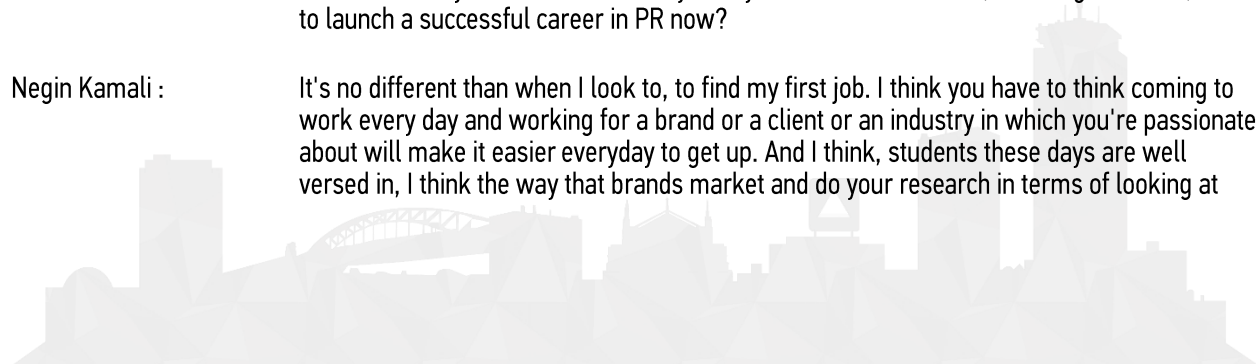 to launch a successful career in PR now?
Negin Kamali : It's no different than when I look to, to find my first job. I think you have to think coming to
work every day and working for a brand or a client or an industry in which you're passionate
about will make it easier everyday to get up. And I think, students these days are well
versed in, I think the way that brands market and do your research in terms of looking at